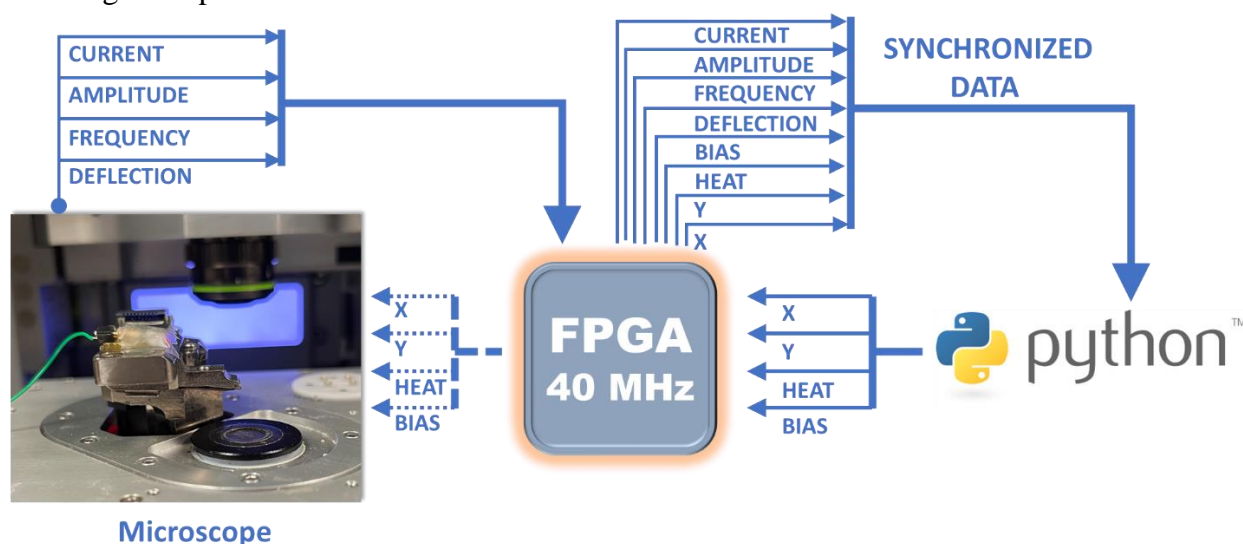 CURRENT
AMPLITUDE
FREQUENCY
DEFLECTION
CURRENT
AMPLITUDE
FREQUENCY
DEFLECTION
BIAS
HEAT
Y
X
SYNCHRONIZED
DATA
X
Y
HEAT
BIAS
FPGA
40 MHz
X
Y
HEAT
BIAS
python™
Microscope